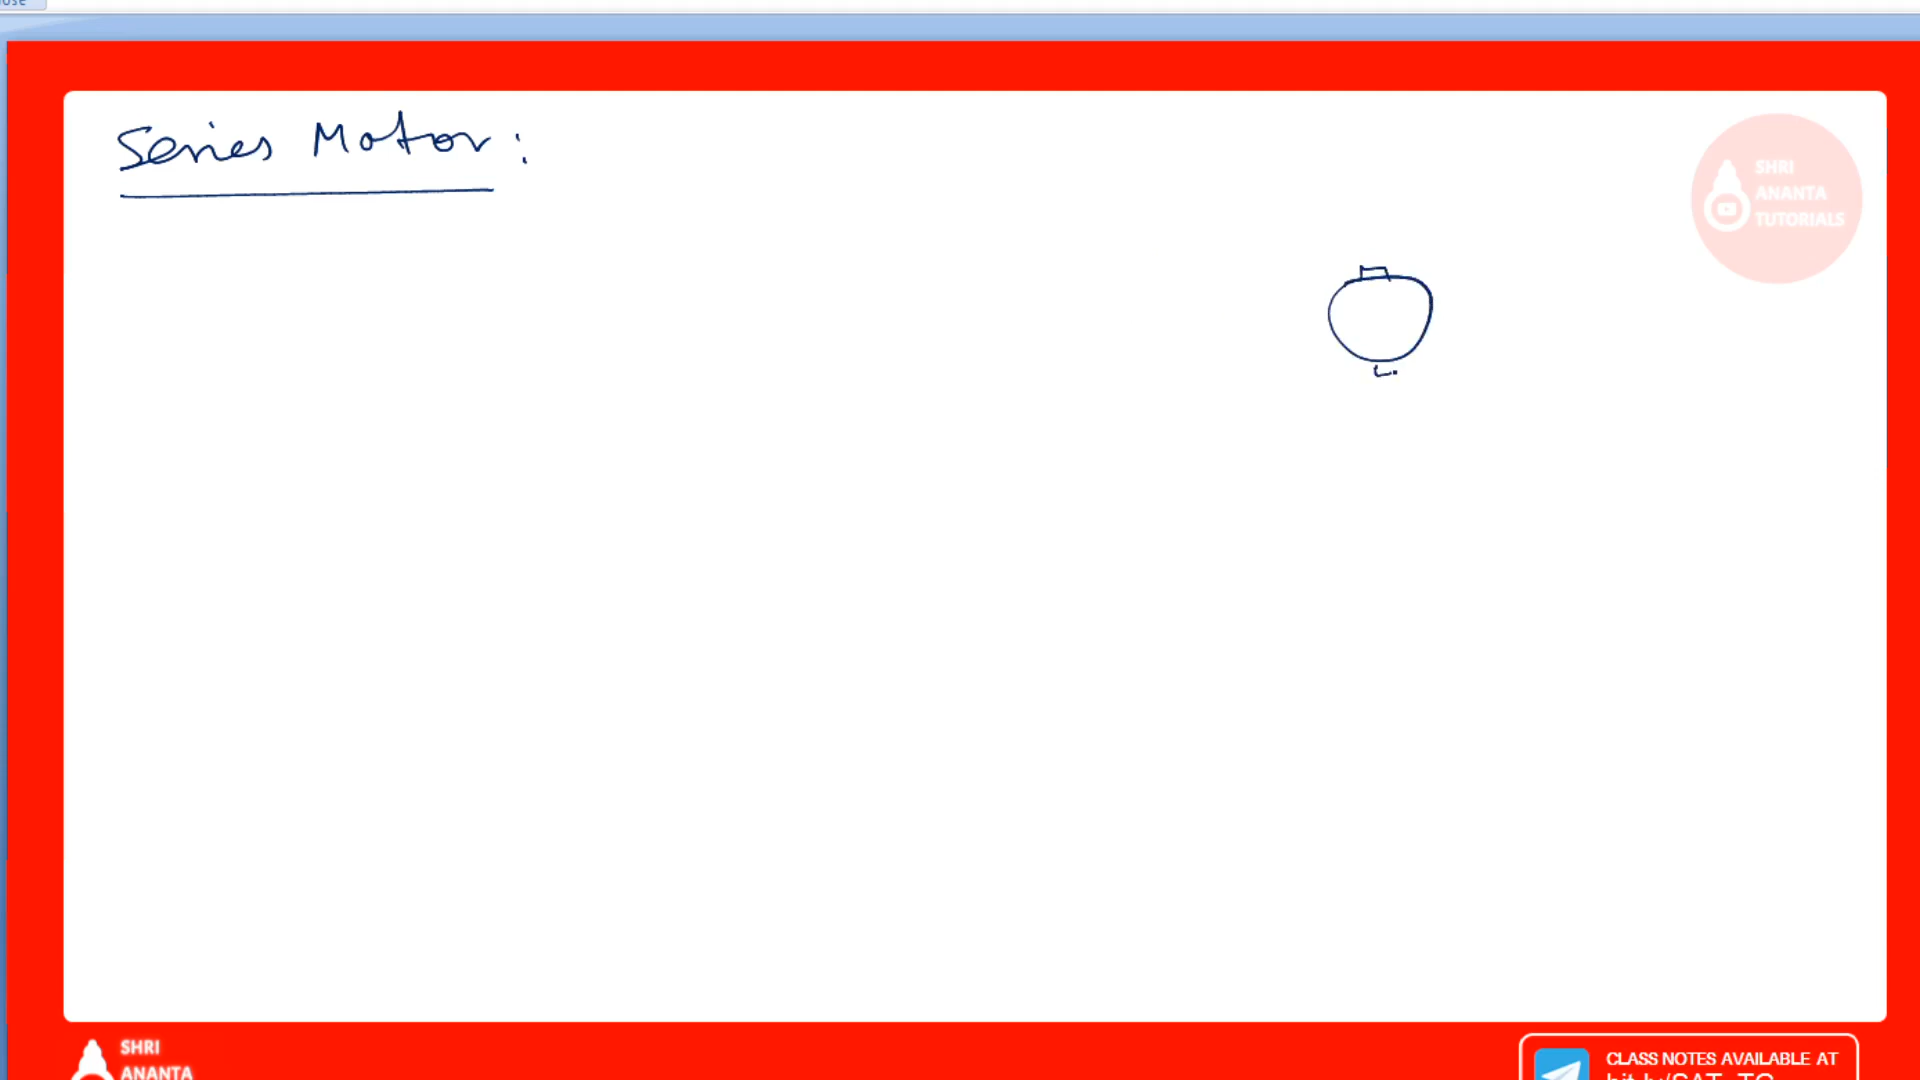 Series Motor :
SHRI
ANANTA
TUTORIALS
SHRI
ANANTA
CLASS NOTES AVAILABLE AT